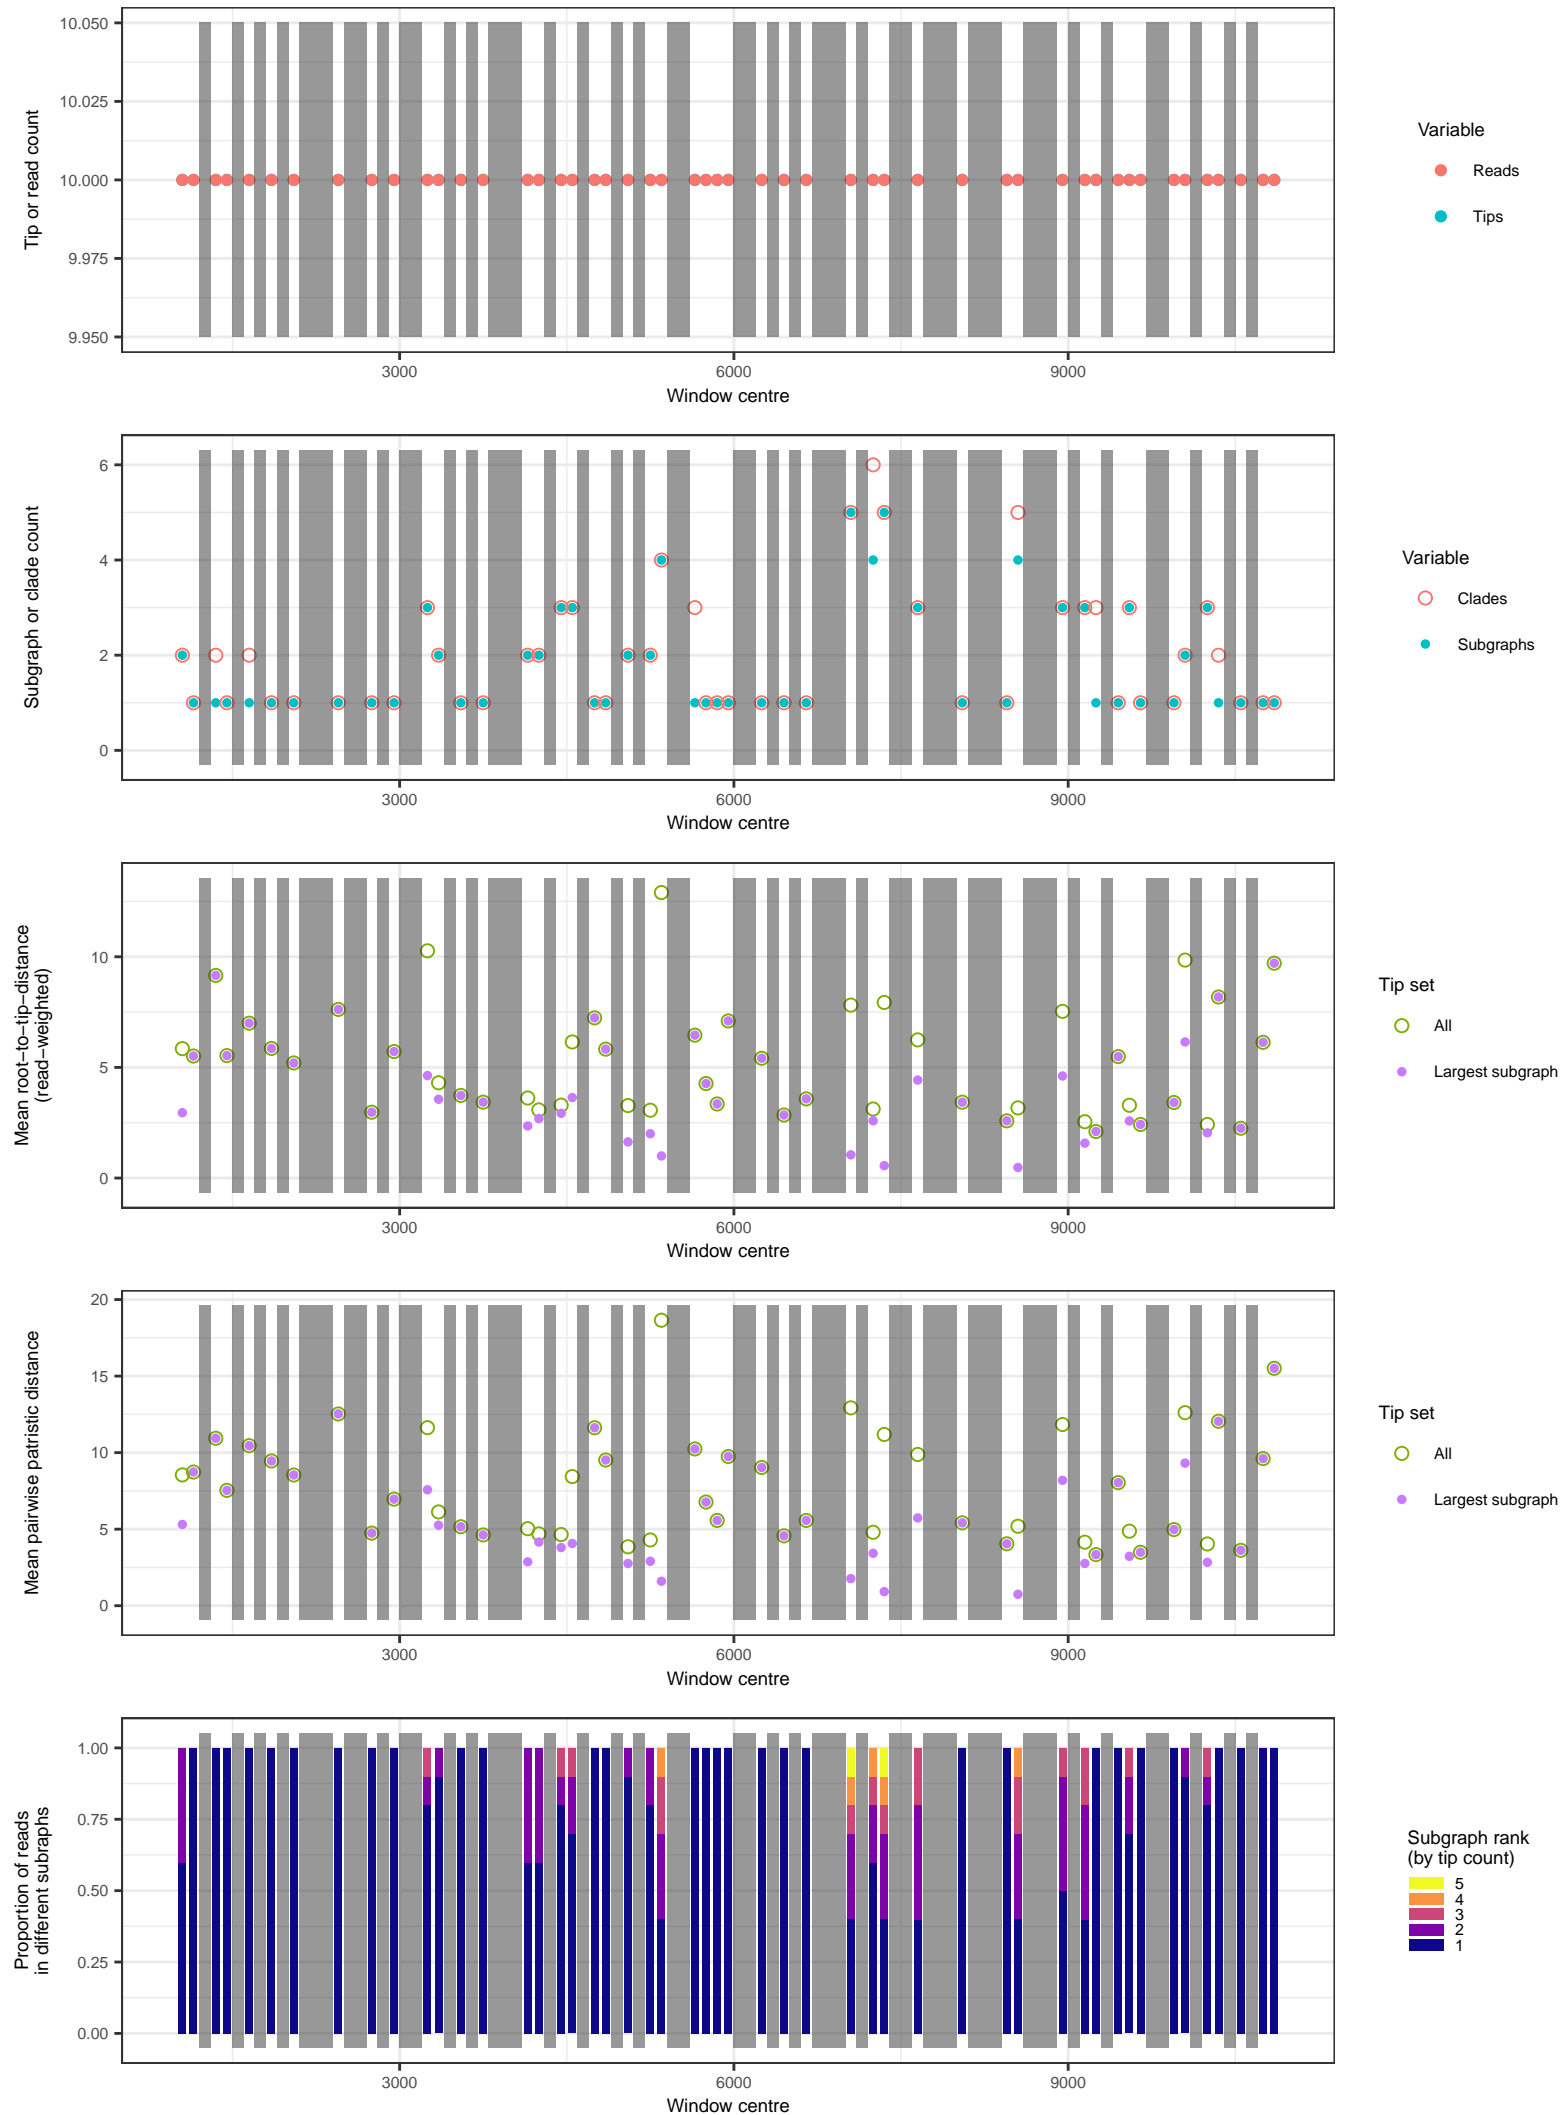 10.050
10.025
10.000
9.975
9.950
Tip or read count
3000
6000
9000
Window centre
Variable
Reads
Tips
6
4
2
0
Subgraph or clade count
3000
6000
9000
Window centre
Variable
Clades
Subgraphs
10
5
0
Mean root−to−tip−distance
(read−weighted)
3000
6000
9000
Window centre
Tip set
All
Largest subgraph
20
15
10
5
0
Mean pairwise patristic distance
3000
6000
9000
Window centre
Tip set
All
Largest subgraph
1.00
0.75
0.50
0.25
0.00
Proportion of reads
in different subraphs
3000
6000
9000
Window centre
Subgraph rank
(by tip count)
5
4
3
2
1